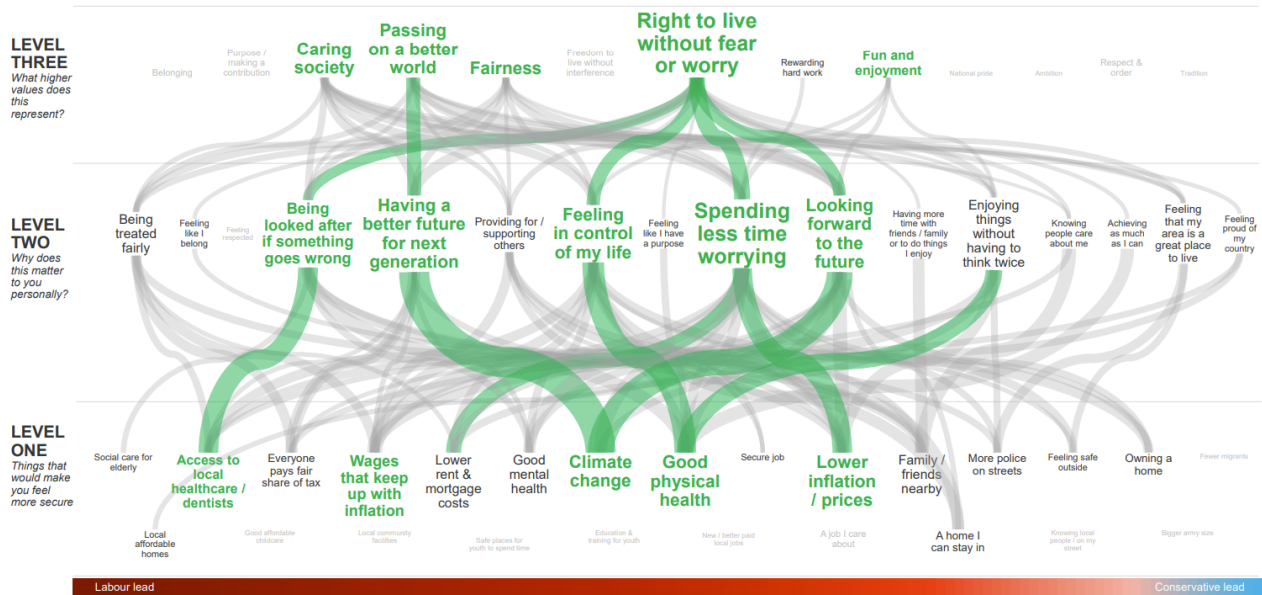 LEVEL
THREE
What higher
values does
this
represent?
Belonging
Purpose /
making a
contribution
Caring
society
Passing
on a better
world
Fairness
Freedom to
live without
interference
Right to live
without fear
or worry
Rewarding
hard work
Fun and
enjoyment
National pride
Ambition
Respect &
order
Tradition
LEVEL
TWO
Why does
this matter
to you
personally?
Being
treated
fairly
Feeling
like I
belong
Feeling
respected
Being
looked after
if something
goes wrong
Having a
better future
for next
generation
Providing for /
supporting
others
Feeling
in control
of my life
Feeling
like I have
a purpose
Spending
less time
worrying
Looking
forward to
the future
Having more
time with
friends / family
or to do things
I enjoy
Enjoying
things
without
having to
think twice
Knowing
people care
about me
Achieving
as much
as I can
Feeling
that my
area is a
great place
to live
Feeling
proud of
my
country
LEVEL
ONE
Things that
would make
you feel
more secure
Social care for
elderly
Access to
local
healthcare /
dentists
Everyone
pays fair
share of tax
Wages
that keep
up with
inflation
Lower
rent &
mortgage
costs
Good
mental
health
Climate
change
Good
physical
health
Secure job
Lower
inflation
/ prices
Family /
friends
nearby
More police
on streets
Feeling safe
outside
Owning a
home
Fewer migrants
Local
affordable
homes
Good affordable
childcare
Local community
facilities
Safe places for
youth to spend time
Education &
training for youth
New / better paid
local jobs
A job I care
about
A home I
can stay in
Knowing local
people / on my
street
Bigger army size
Labour lead
Conservative lead